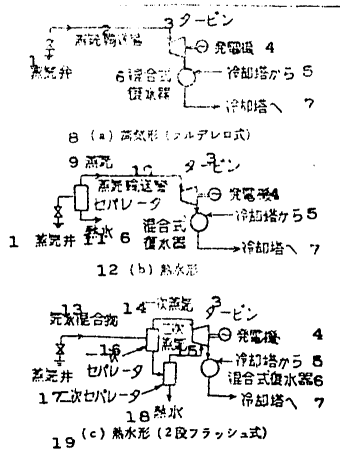 3 タービン
2
蒸気輸送管
発電機 4
1
蒸気井
6 混合式
復水器
冷却塔から 5
冷却塔へ 7
8 (a) 蒸気形 (ラルデレロ式)
9 蒸気
10
3
タービン
蒸気輸送管
セパレータ
発電機 4
冷却塔から 5
混合式
復水器
1 蒸気井 11 熱水 6
冷却塔へ 7
12 (b) 熱水形
13
14 一次蒸気
3
タービン
汽水混合物
二次
蒸気
発電機 4
16 一次
セパレータ
15
冷却塔から 5
蒸気井
混合式復水器 6
17 二次セパレータ
冷却塔へ 7
18 熱水
19 (c) 熱水形 (2段フラッシュ式)